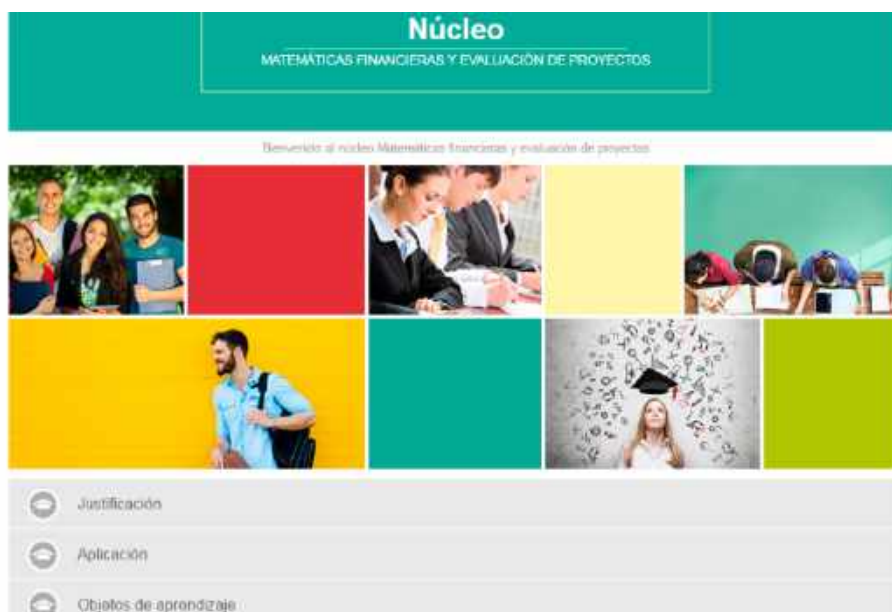 Núcleo
MATEMÁTICAS FINANCIERAS Y EVALUACIÓN DE PROYECTOS
Bienvenido al núcleo Matemáticas financieras y evaluación de proyectos
Justificación
Aplicación
Objetos de aprendizaje